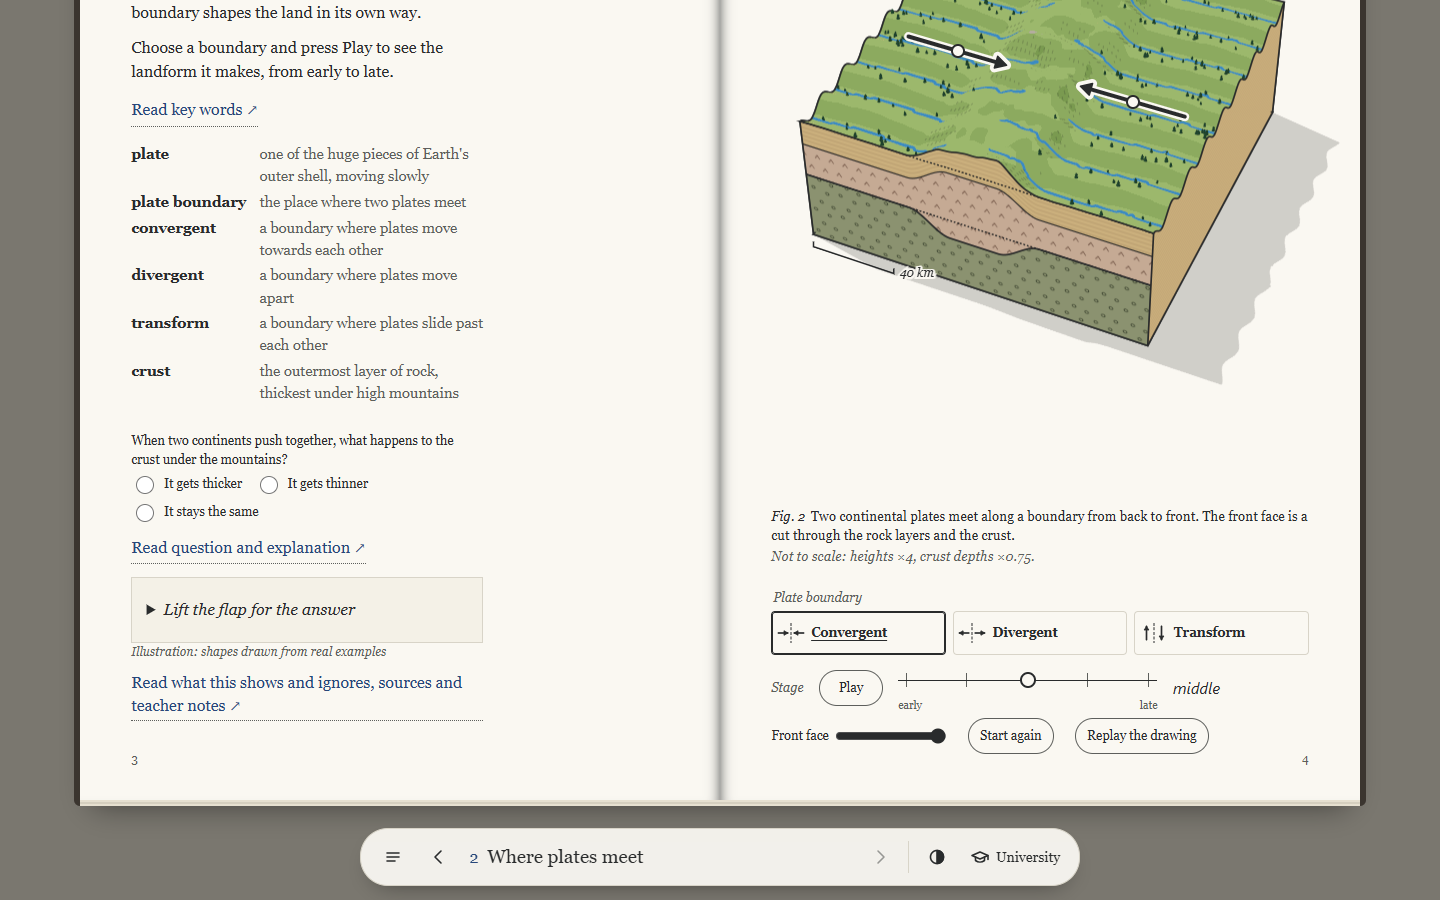 boundary shapes the land in its own way.
Choose a boundary and press Play to see the
landform it makes, from early to late.
Read key words ↗
plate one of the huge pieces of Earth's
outer shell, moving slowly
plate boundary the place where two plates meet
convergent a boundary where plates move
towards each other
divergent a boundary where plates move
apart
transform a boundary where plates slide past
each other
crust the outermost layer of rock,
thickest under high mountains
When two continents push together, what happens to the
crust under the mountains?
It gets thicker It gets thinner
It stays the same
Read question and explanation ↗
Lift the flap for the answer
Illustration: shapes drawn from real examples
Read what this shows and ignores, sources and
teacher notes ↗
3
40 km
Fig. 2 Two continental plates meet along a boundary from back to front. The front face is a
cut through the rock layers and the crust.
Not to scale: heights ×4, crust depths ×0.75.
Plate boundary
Convergent Divergent Transform
Stage Play early late middle
Front face Start again Replay the drawing
4
2 Where plates meet University